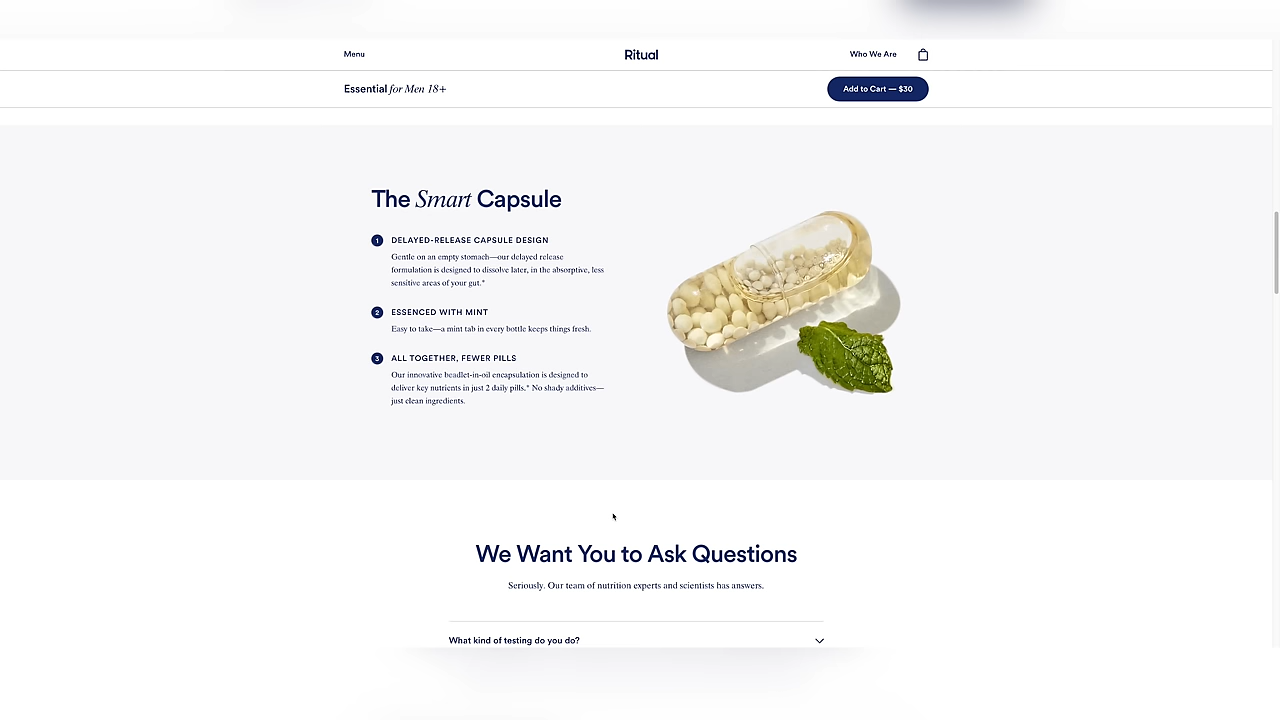 Menu
Ritual
Who We Are
Essential for Men 18+
Add to Cart — $30
The Smart Capsule
1 DELAYED-RELEASE CAPSULE DESIGN
Gentle on an empty stomach—our delayed release
formulation is designed to dissolve later, in the absorptive, less
sensitive areas of your gut.*
2 ESSENCED WITH MINT
Easy to take—a mint tab in every bottle keeps things fresh.
3 ALL TOGETHER, FEWER PILLS
Our innovative beadlet-in-oil encapsulation is designed to
deliver key nutrients in just 2 daily pills.* No shady additives—
just clean ingredients.
We Want You to Ask Questions
Seriously. Our team of nutrition experts and scientists has answers.
What kind of testing do you do?